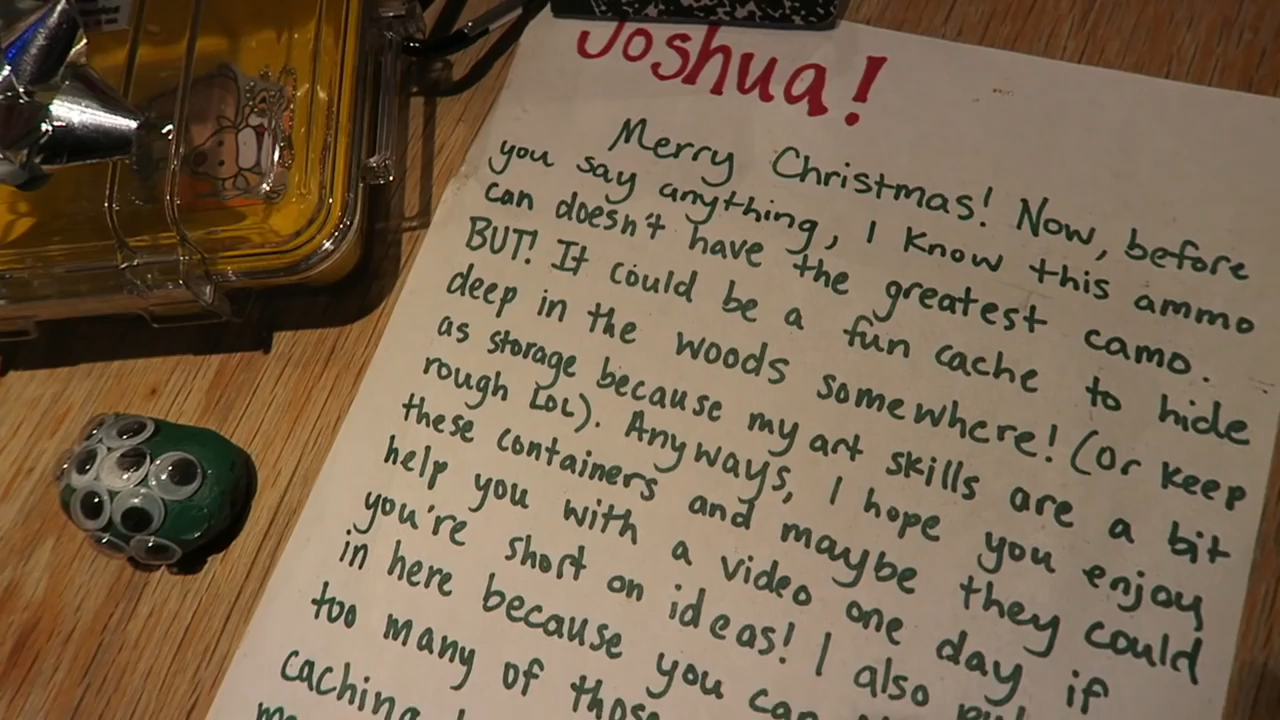 Joshua!
Merry Christmas! Now, before
you say anything, I know this ammo
can doesn't have the greatest camo.
BUT! It could be a fun cache to hide
deep in the woods somewhere! (Or keep
as storage because my art skills are a bit
rough LOL). Anyways, I hope you enjoy
these containers and maybe they could
help you with a video one day if
you're short on ideas! I also
in here because you can
too many of those
caching